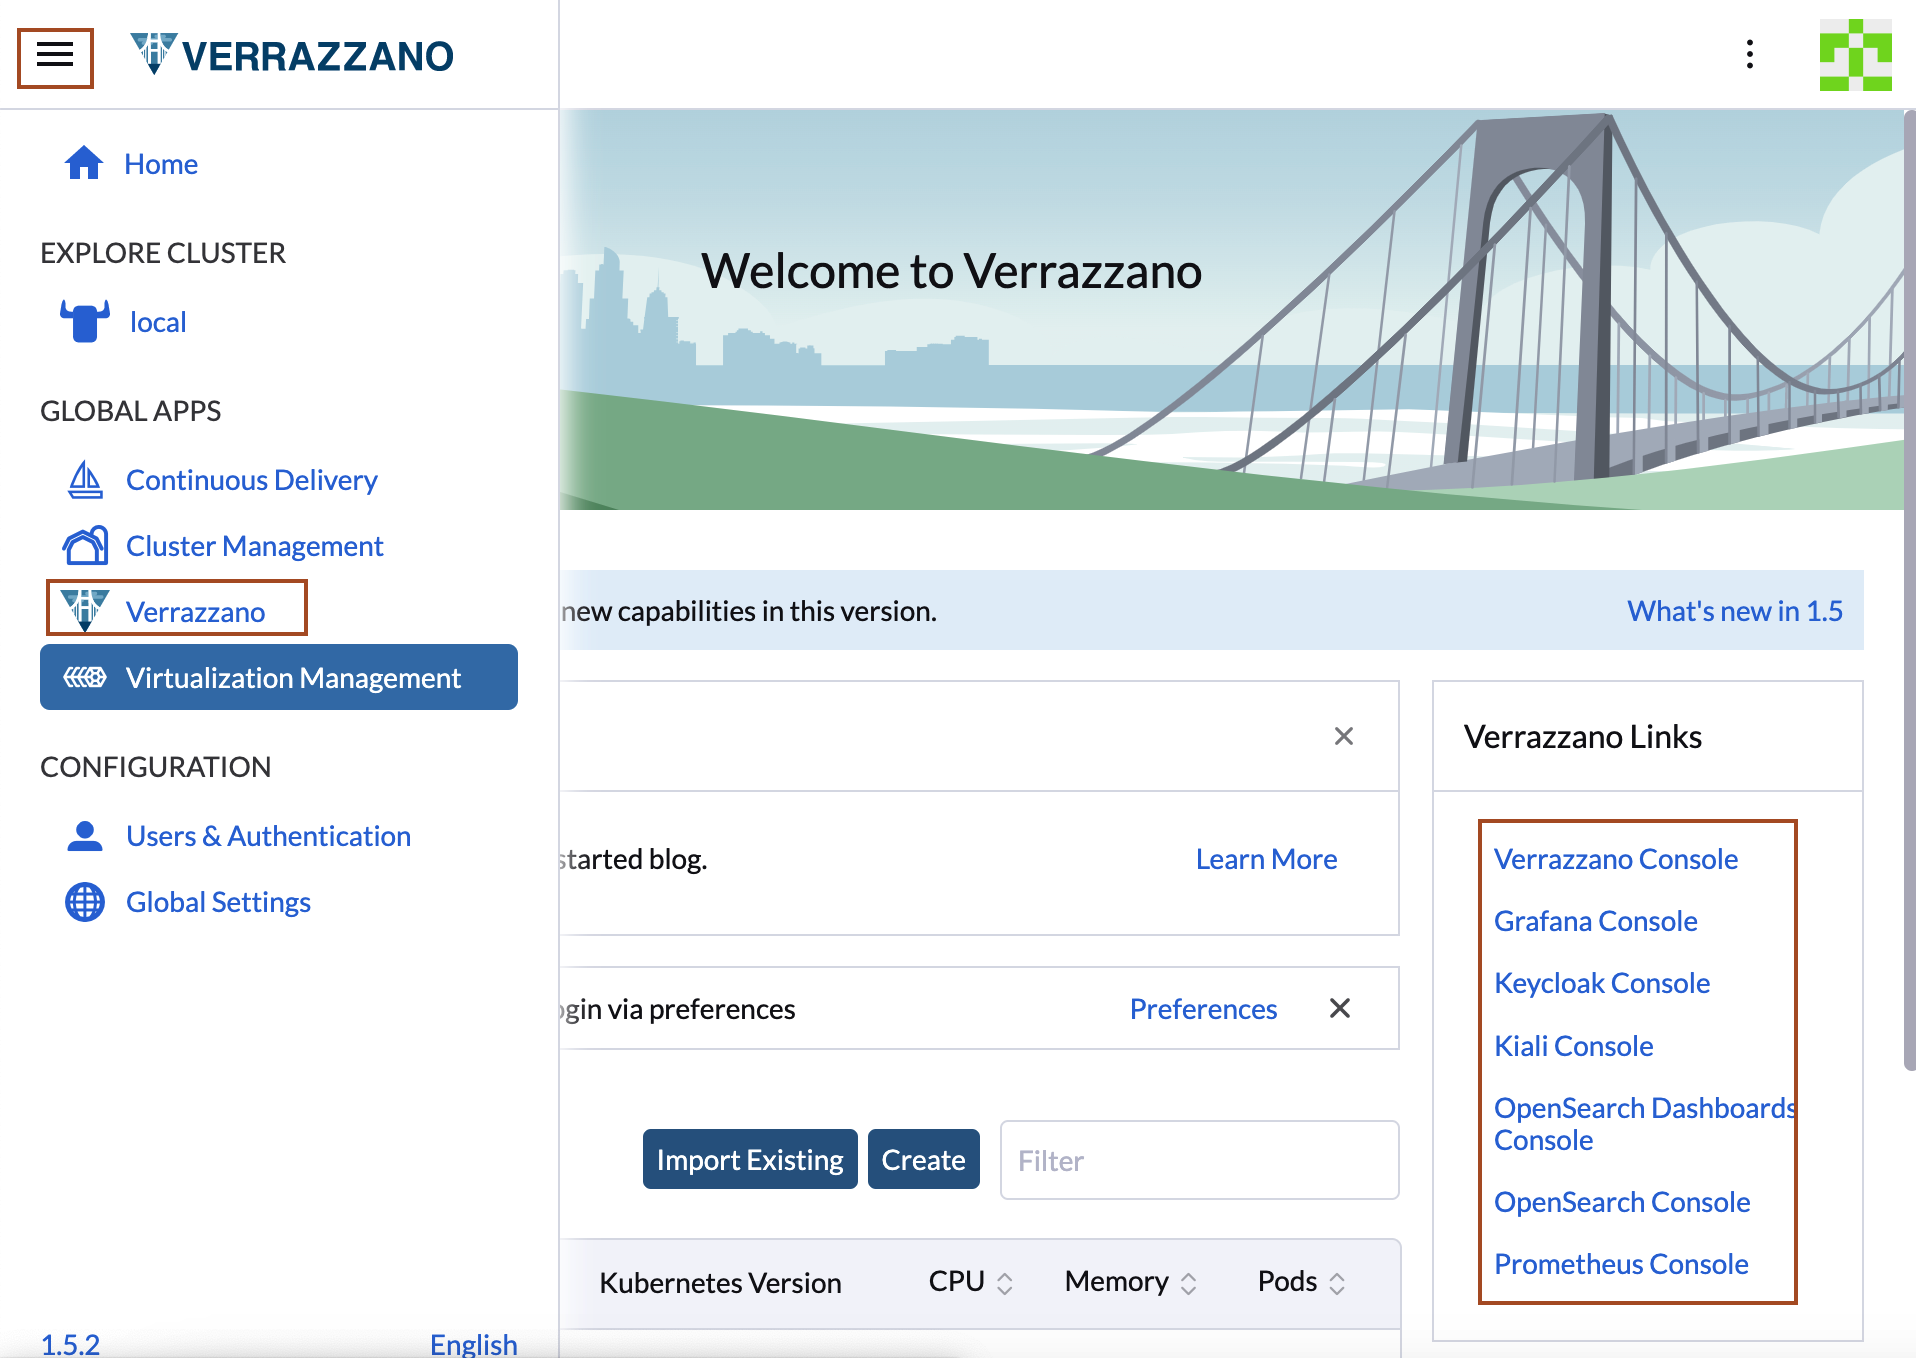 VERRAZZANO
Home
EXPLORE CLUSTER
local
GLOBAL APPS
Continuous Delivery
Cluster Management
Verrazzano
Virtualization Management
CONFIGURATION
Users & Authentication
Global Settings
1.5.2
English
Welcome to Verrazzano
new capabilities in this version.
What's new in 1.5
started blog.
Learn More
via preferences
Preferences
Import Existing
Create
Filter
Kubernetes Version
CPU
Memory
Pods
Verrazzano Links
Verrazzano Console
Grafana Console
Keycloak Console
Kiali Console
OpenSearch Dashboards
Console
OpenSearch Console
Prometheus Console